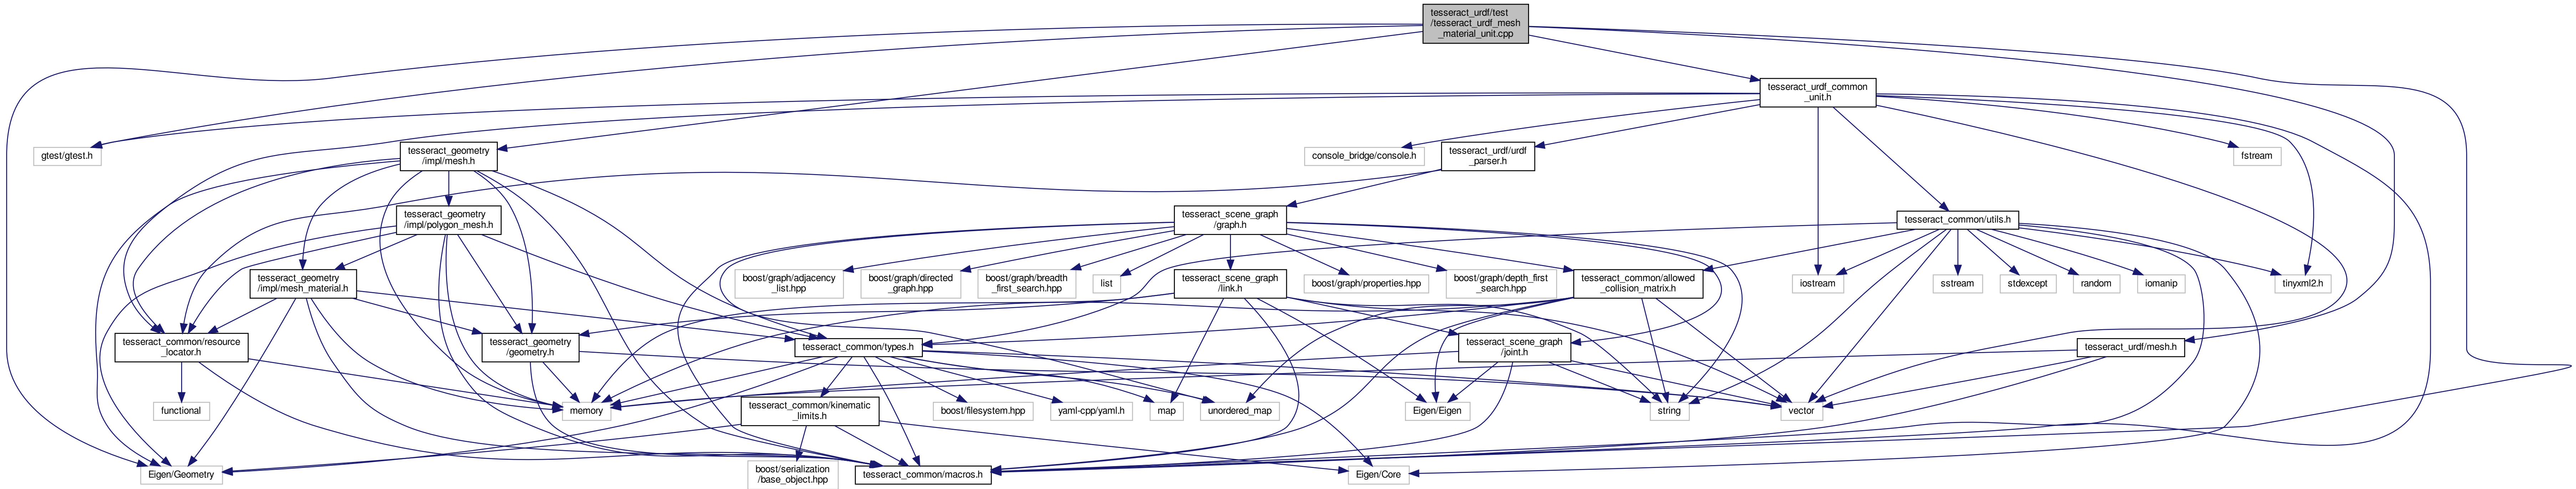 tesseract_urdf/test
/tesseract_urdf_mesh
_material_unit.cpp
tesseract_urdf_common
_unit.h
gtest/gtest.h
tesseract_geometry
/impl/mesh.h
console_bridge/console.h
tesseract_urdf/urdf
_parser.h
fstream
tesseract_geometry
/impl/polygon_mesh.h
tesseract_scene_graph
/graph.h
tesseract_common/utils.h
tesseract_geometry
/impl/mesh_material.h
boost/graph/adjacency
_list.hpp
boost/graph/directed
_graph.hpp
boost/graph/breadth
_first_search.hpp
list
tesseract_scene_graph
/link.h
boost/graph/properties.hpp
boost/graph/depth_first
_search.hpp
tesseract_common/allowed
_collision_matrix.h
iostream
sstream
stdexcept
random
iomanip
tinyxml2.h
tesseract_common/resource
_locator.h
tesseract_geometry
/geometry.h
tesseract_common/types.h
tesseract_scene_graph
/joint.h
tesseract_urdf/mesh.h
functional
memory
tesseract_common/kinematic
_limits.h
boost/filesystem.hpp
yaml-cpp/yaml.h
map
unordered_map
Eigen/Eigen
string
vector
Eigen/Geometry
boost/serialization
/base_object.hpp
tesseract_common/macros.h
Eigen/Core